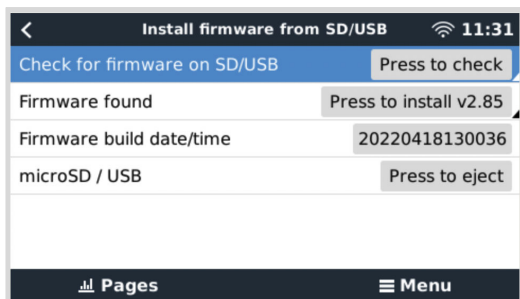 Install firmware from SD/USB 11:31
Check for firmware on SD/USB Press to check
Firmware found Press to install v2.85
Firmware build date/time 20220418130036
microSD / USB Press to eject
Pages Menu